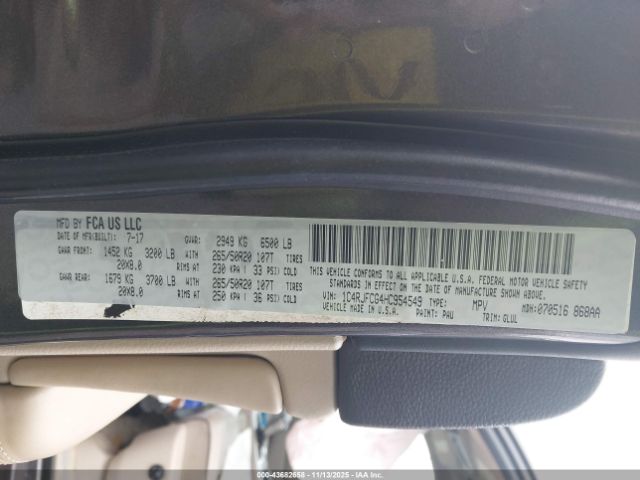 MFD BY FCA US LLC
DATE OF MFR(BUILT): 7-17 GVWR: 2949 KG 6500 LB
GAWR FRONT: 1452 KG 3200 LB WITH 265/50R20 107T TIRES
20X8.0 RIMS AT 230 KPA( 33 PSI) COLD
GAWR REAR: 1679 KG 3700 LB WITH 265/50R20 107T TIRES
20X8.0 RIMS AT 250 KPA( 36 PSI) COLD
THIS VEHICLE CONFORMS TO ALL APPLICABLE U.S.A. FEDERAL MOTOR VEHICLE SAFETY
STANDARDS IN EFFECT ON THE DATE OF MANUFACTURE SHOWN ABOVE.
VIN: 1C4RJFCG4HC954549 TYPE: MPV MDH: 070516 868AA
VEHICLE MADE IN U.S.A. PAINT: PAU TRIM: GLUL
000-43682658 - 11/13/2025 - IAAI.COM